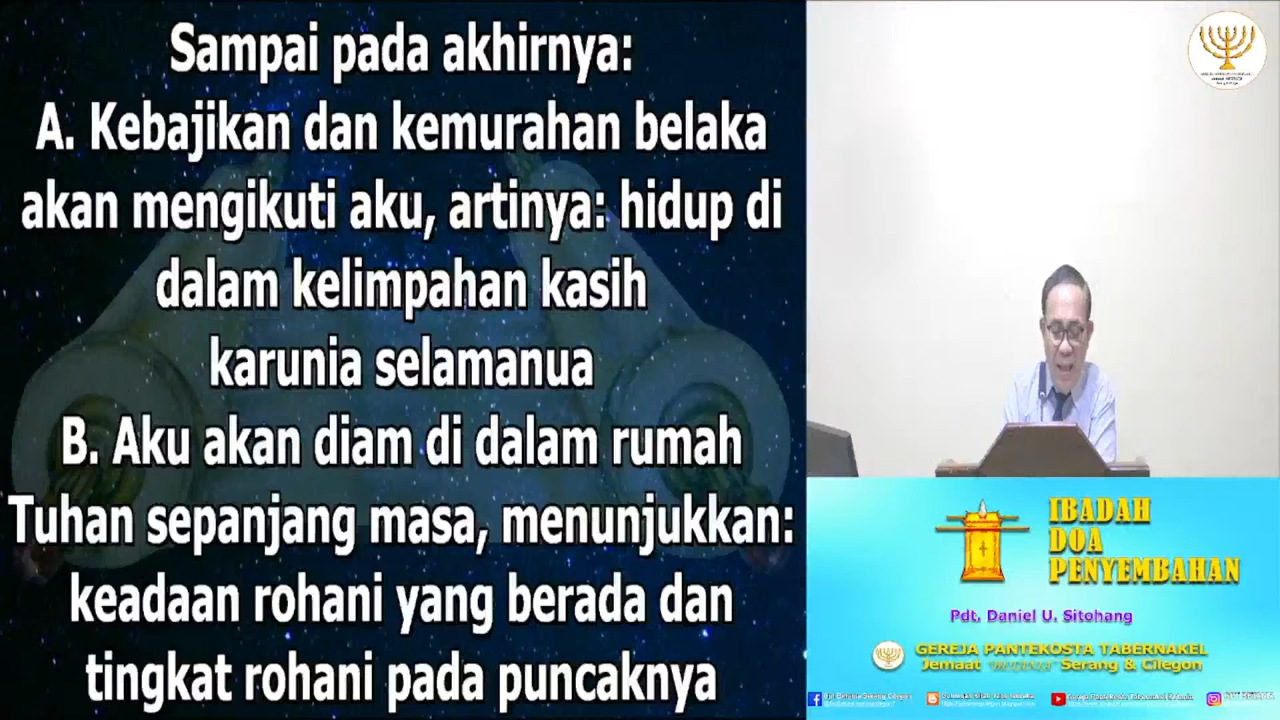 Sampai pada akhirnya:
A. Kebajikan dan kemurahan belaka
akan mengikuti aku, artinya: hidup di
dalam kelimpahan kasih
karunia selamanua
B. Aku akan diam di dalam rumah
Tuhan sepanjang masa, menunjukkan:
keadaan rohani yang berada dan
tingkat rohani pada puncaknya
IBADAH
DOA
PENYEMBAHAN
Pdt. Daniel U. Sitohang
GEREJA PANTEKOSTA TABERNAKEL
Jemaat "BETANIA" Serang & Cilegon